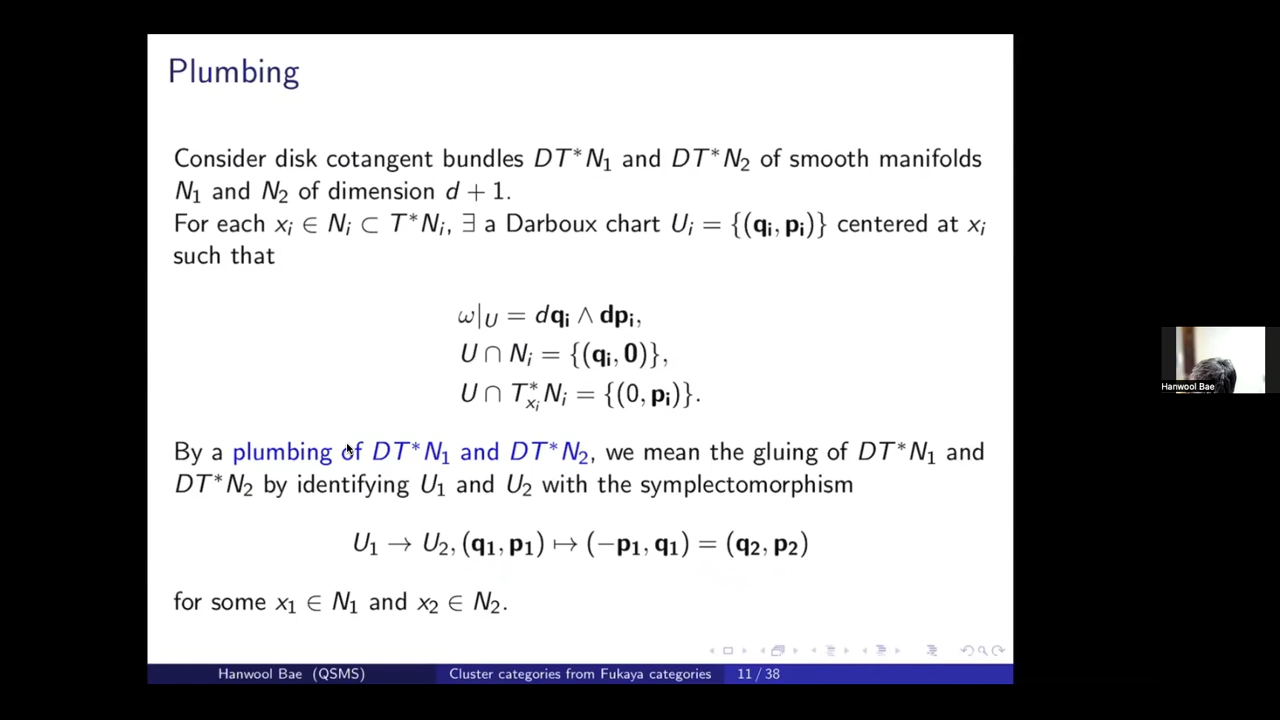 Plumbing
Consider disk cotangent bundles DT*N₁ and DT*N₂ of smooth manifolds
N₁ and N₂ of dimension d + 1.
For each xᵢ ∈ Nᵢ ⊂ T*Nᵢ, ∃ a Darboux chart Uᵢ = {(qᵢ, pᵢ)} centered at xᵢ
such that
ω|_U = dqᵢ ∧ dpᵢ,
U ∩ Nᵢ = {(qᵢ, 0)},
U ∩ T*_{xᵢ}Nᵢ = {(0, pᵢ)}.
By a plumbing of DT*N₁ and DT*N₂, we mean the gluing of DT*N₁ and
DT*N₂ by identifying U₁ and U₂ with the symplectomorphism
U₁ → U₂, (q₁, p₁) ↦ (−p₁, q₁) = (q₂, p₂)
for some x₁ ∈ N₁ and x₂ ∈ N₂.
Hanwool Bae (QSMS) Cluster categories from Fukaya categories 11 / 38
Hanwool Bae